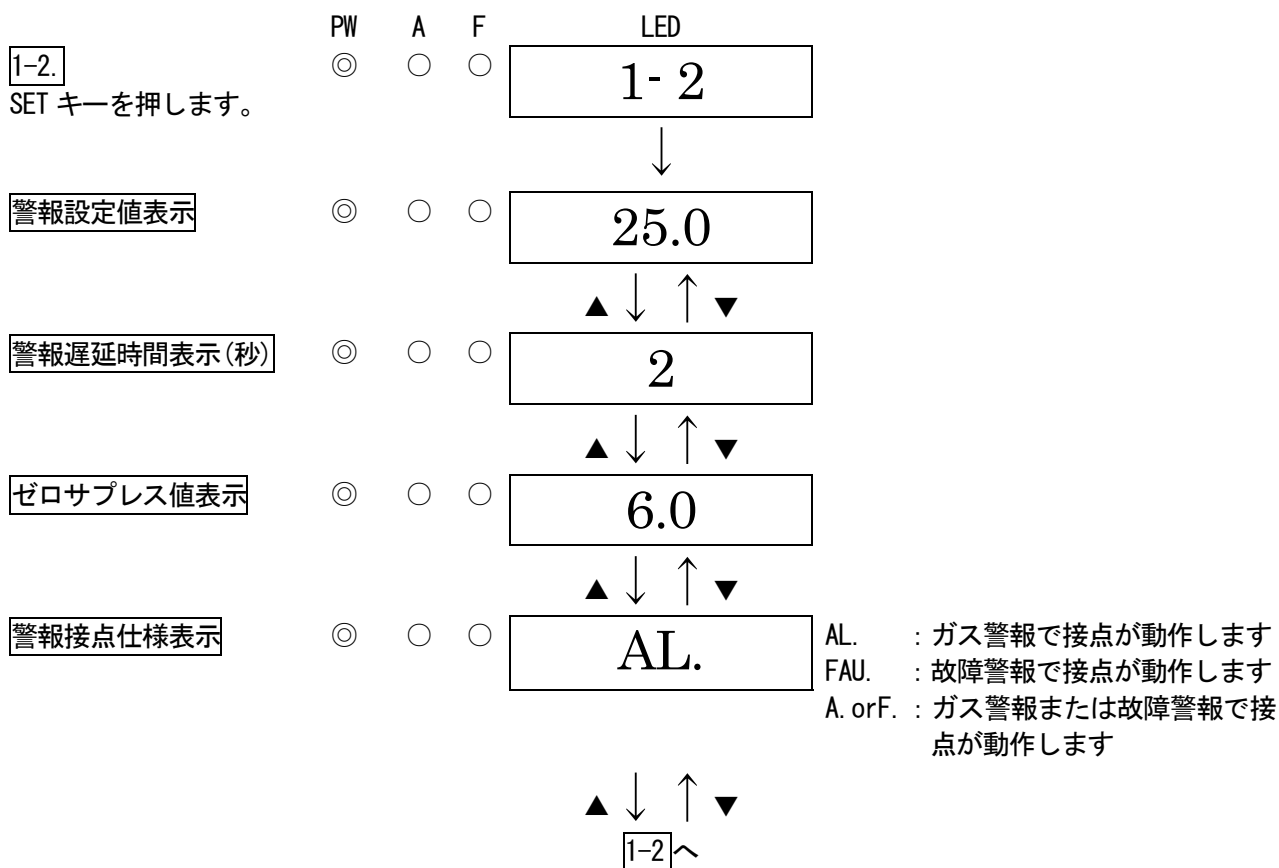 PW A F LED
1-2. ◎ ○ ○ 1- 2
SET キーを押します。
↓
警報設定値表示 ◎ ○ ○ 25.0
▲ ↓ ↑ ▼
警報遅延時間表示(秒) ◎ ○ ○ 2
▲ ↓ ↑ ▼
ゼロサプレス値表示 ◎ ○ ○ 6.0
▲ ↓ ↑ ▼
警報接点仕様表示 ◎ ○ ○ AL.
AL. :ガス警報で接点が動作します
FAU. :故障警報で接点が動作します
A.orF. :ガス警報または故障警報で接
点が動作します
▲ ↓ ↑ ▼
1-2 へ